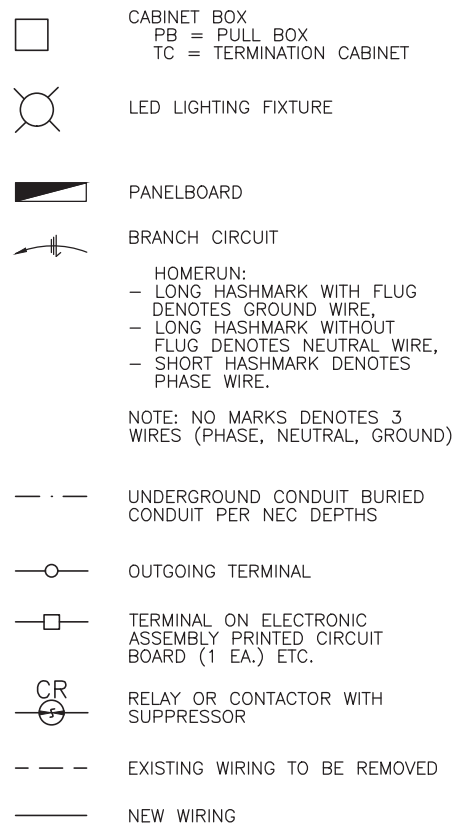 CABINET BOX
PB = PULL BOX
TC = TERMINATION CABINET
LED LIGHTING FIXTURE
PANELBOARD
BRANCH CIRCUIT
HOMERUN:
– LONG HASHMARK WITH FLUG
DENOTES GROUND WIRE,
– LONG HASHMARK WITHOUT
FLUG DENOTES NEUTRAL WIRE,
– SHORT HASHMARK DENOTES
PHASE WIRE.
NOTE: NO MARKS DENOTES 3
WIRES (PHASE, NEUTRAL, GROUND)
UNDERGROUND CONDUIT BURIED
CONDUIT PER NEC DEPTHS
OUTGOING TERMINAL
TERMINAL ON ELECTRONIC
ASSEMBLY PRINTED CIRCUIT
BOARD (1 EA.) ETC.
CR
RELAY OR CONTACTOR WITH
SUPPRESSOR
EXISTING WIRING TO BE REMOVED
NEW WIRING